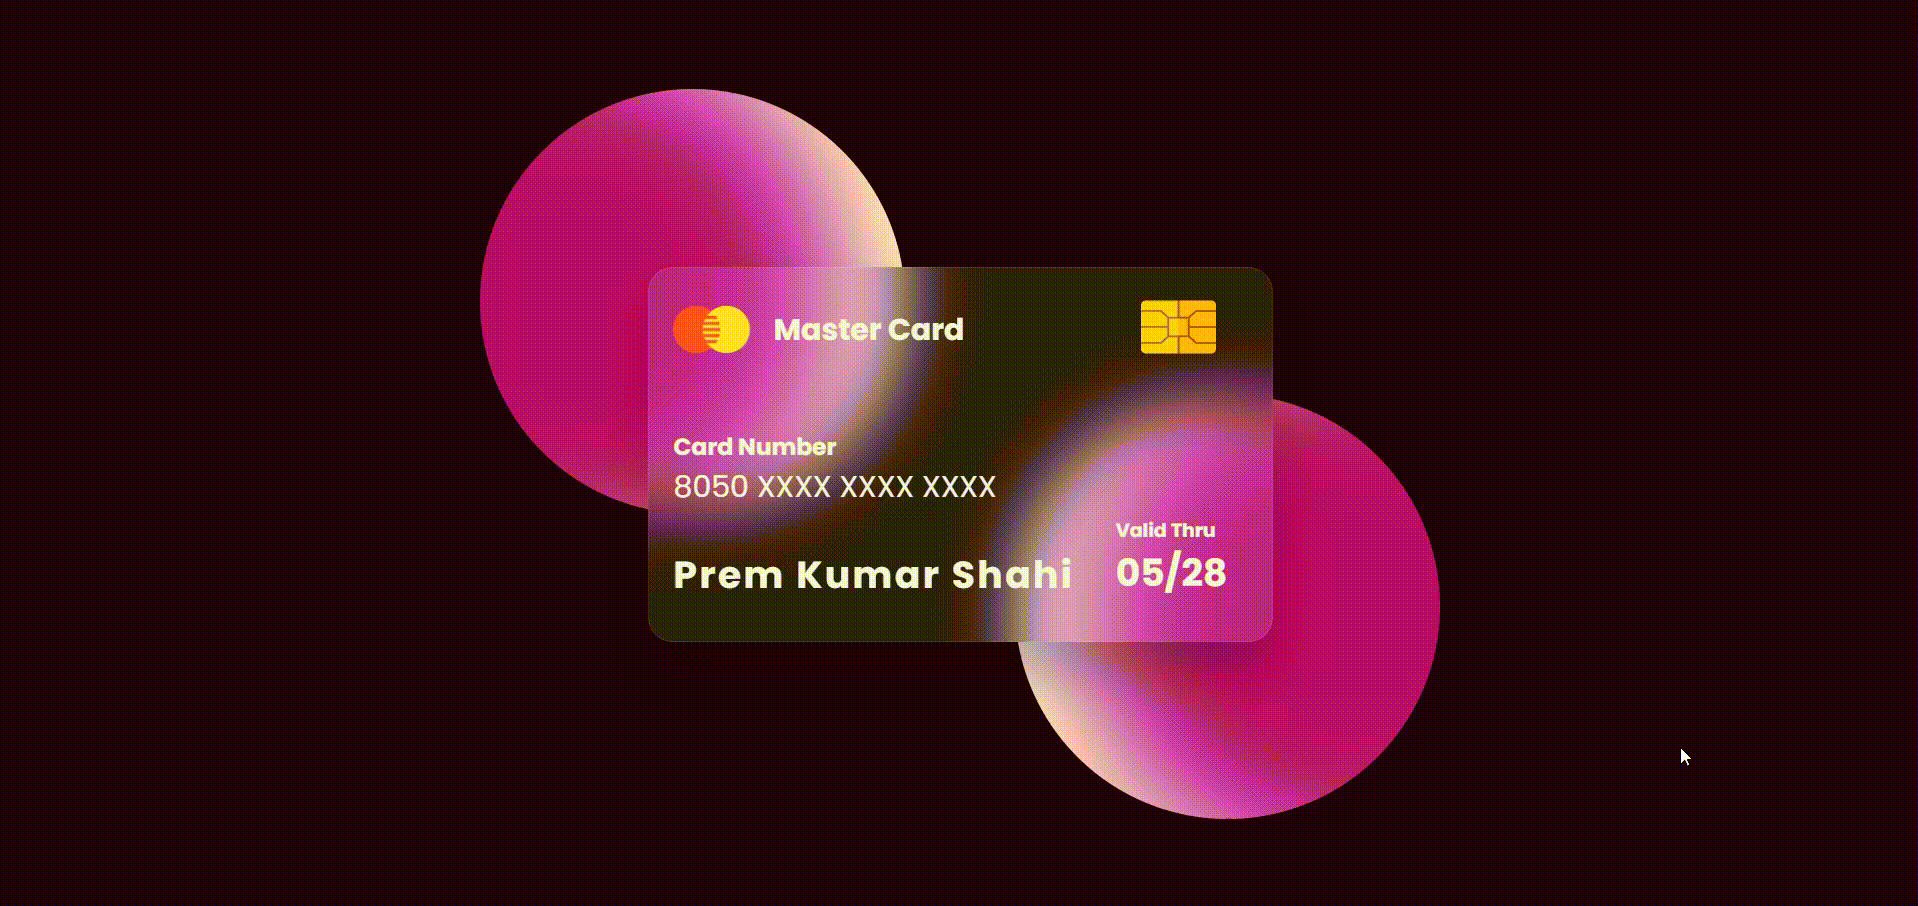 Master Card
Card Number
8050 XXXX XXXX XXXX
Valid Thru
Prem Kumar Shahi 05/28